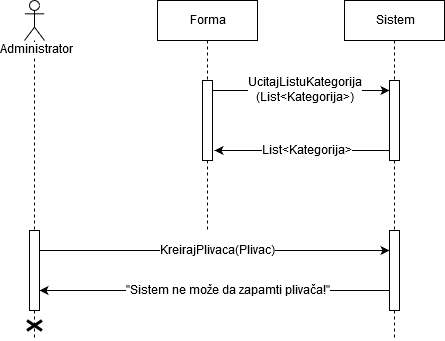 Forma
Sistem
Administrator
UcitajListuKategorija
(List<Kategorija>)
List<Kategorija>
KreirajPlivaca(Plivac)
"Sistem ne može da zapamti plivača!"